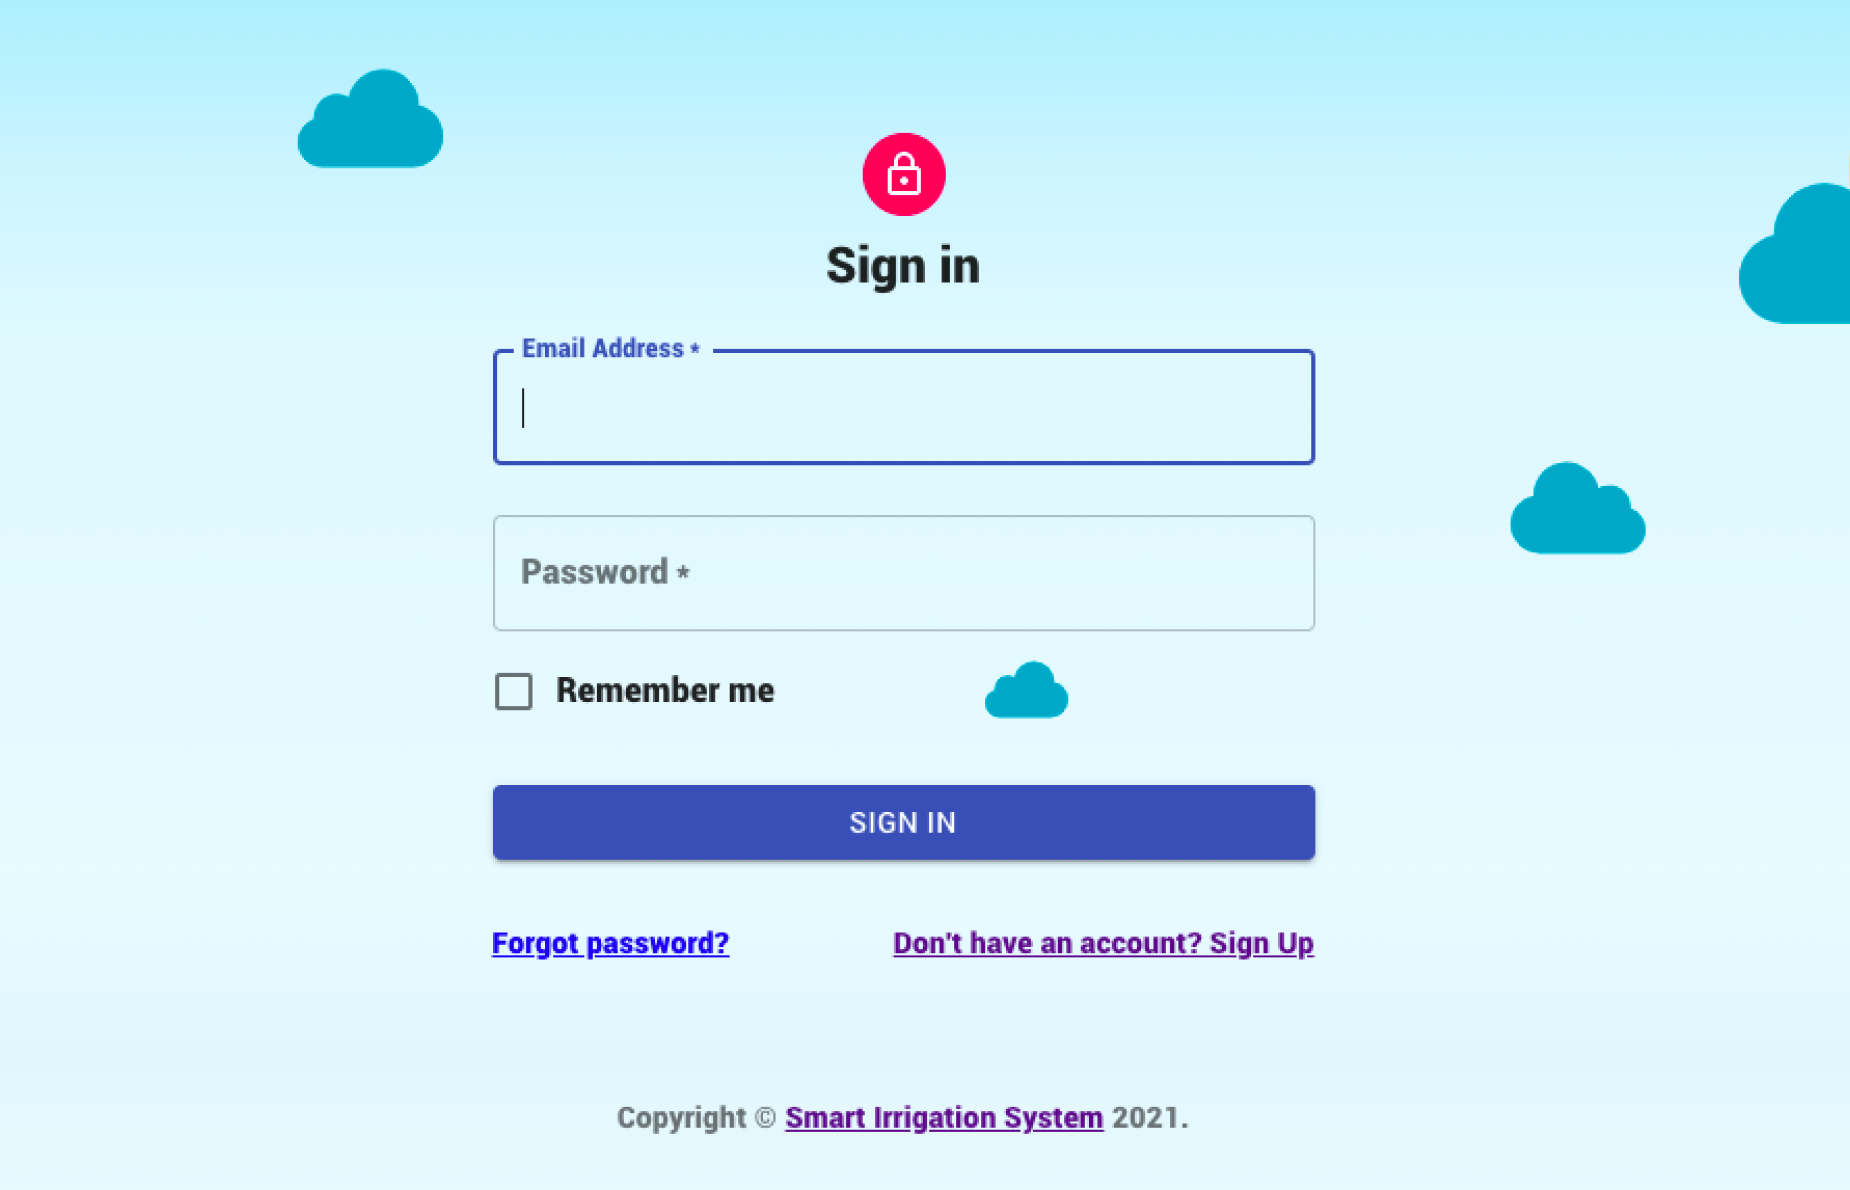 Sign in
Email Address *
Password *
Remember me
SIGN IN
Forgot password? Don't have an account? Sign Up
Copyright © Smart Irrigation System 2021.